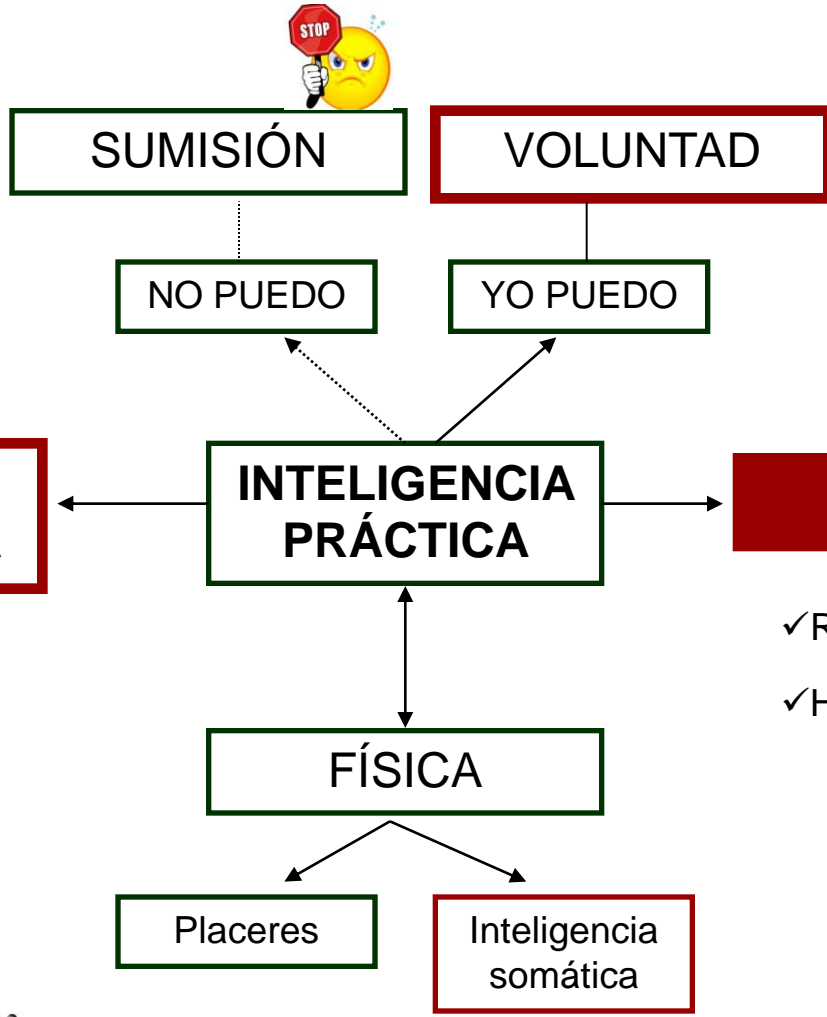 STOP
SUMISIÓN
VOLUNTAD
NO PUEDO
YO PUEDO
INTELIGENCIA
PRÁCTICA
FÍSICA
Placeres
Inteligencia
somática